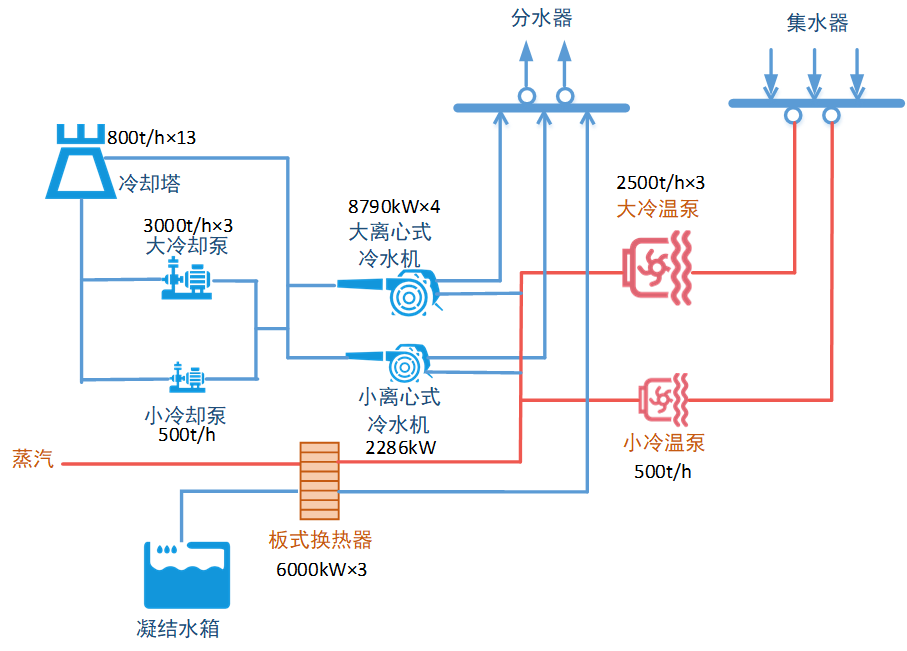 分水器
集水器
800t/h×13
冷却塔
3000t/h×3
大冷却泵
8790kW×4
大离心式
冷水机
2500t/h×3
大冷温泵
小冷却泵
500t/h
小离心式
冷水机
2286kW
小冷温泵
500t/h
蒸汽
板式换热器
6000kW×3
凝结水箱